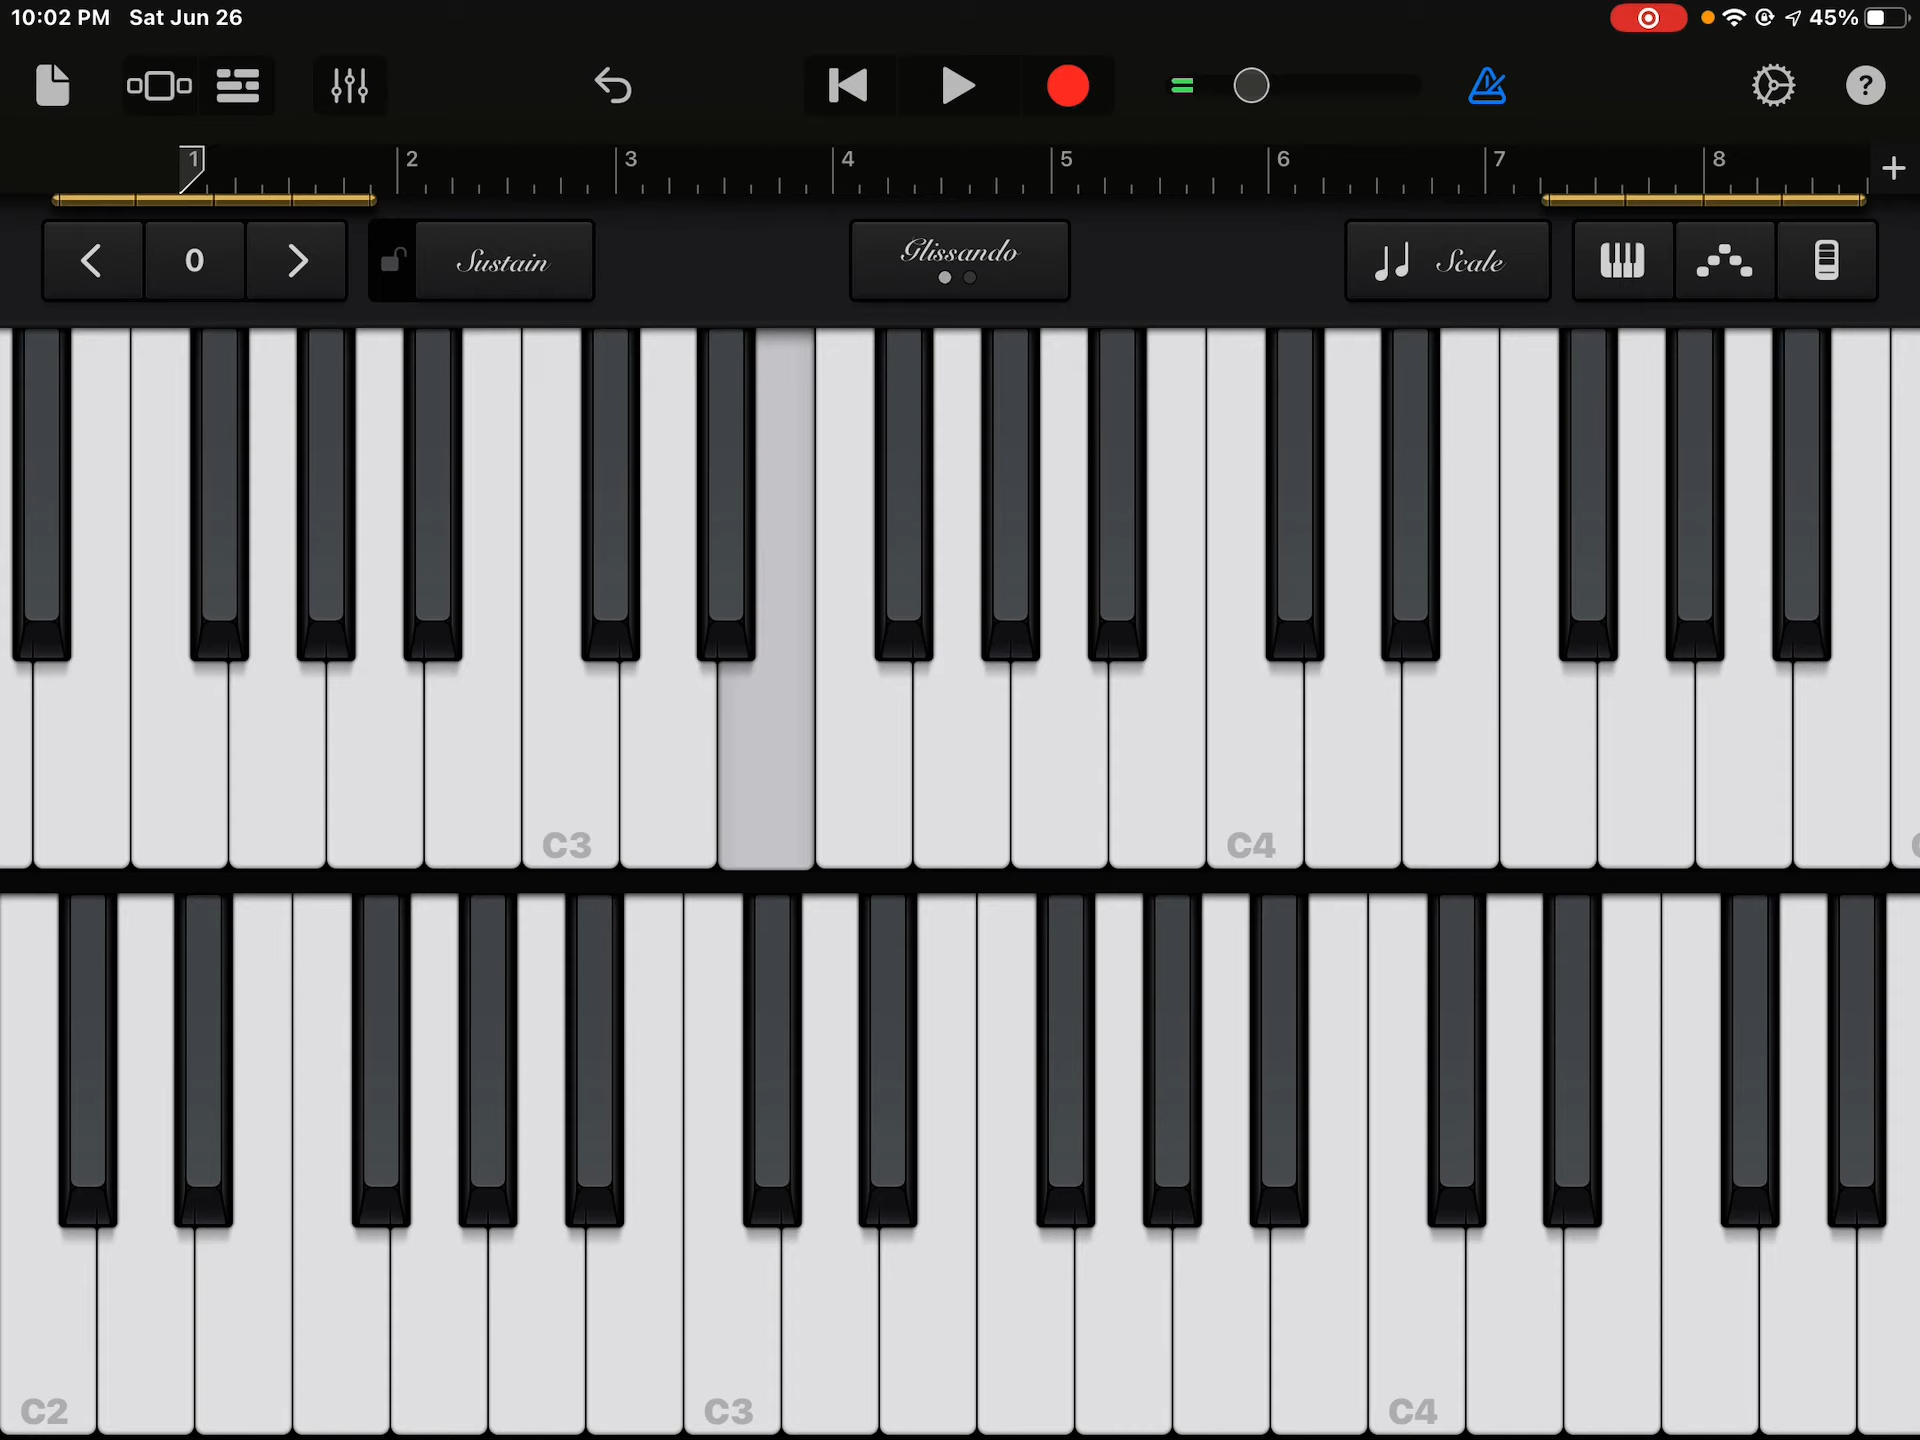 10:02 PM Sat Jun 26
45%
?
1 2 3 4 5 6 7 8 +
0 Sustain Glissando Scale
C3 C4
C2 C3 C4